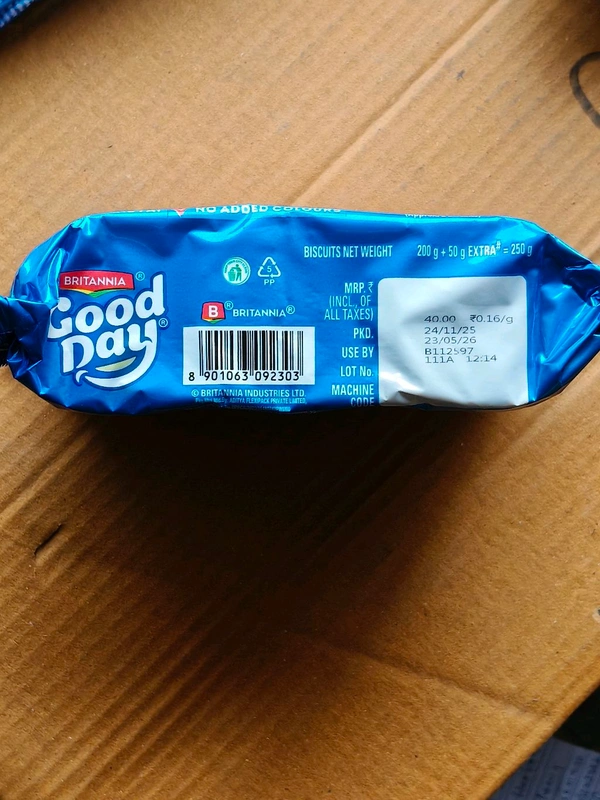 NO ADDED COLOURS
BISCUITS NET WEIGHT 200 g + 50 g EXTRA# = 250 g
BRITANNIA®
Good Day®
5
PP
B® BRITANNIA®
8 901063 092303
© BRITANNIA INDUSTRIES LTD.
MRP. ₹ 40.00 ₹0.16/g
(INCL., OF
ALL TAXES)
PKD. 24/11/25
USE BY 23/05/26
LOT No. B112597
MACHINE 111A 12:14
CODE